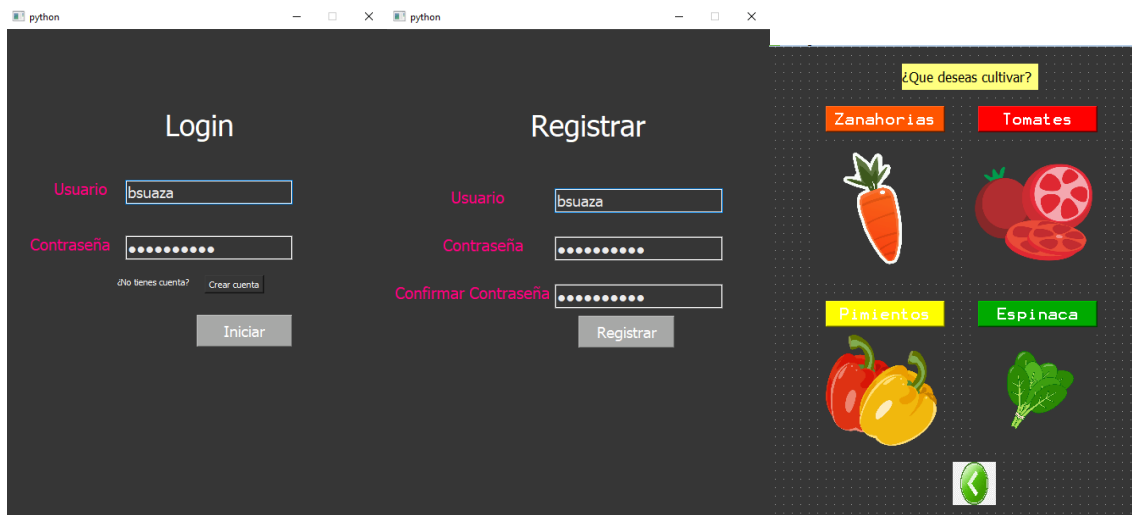 python
Login
Usuario
bsuaza
Contraseña
¿No tienes cuenta?
Crear cuenta
Iniciar
python
Registrar
Usuario
bsuaza
Contraseña
Confirmar Contraseña
Registrar
¿Que deseas cultivar?
Zanahorias
Tomates
Pimientos
Espinaca